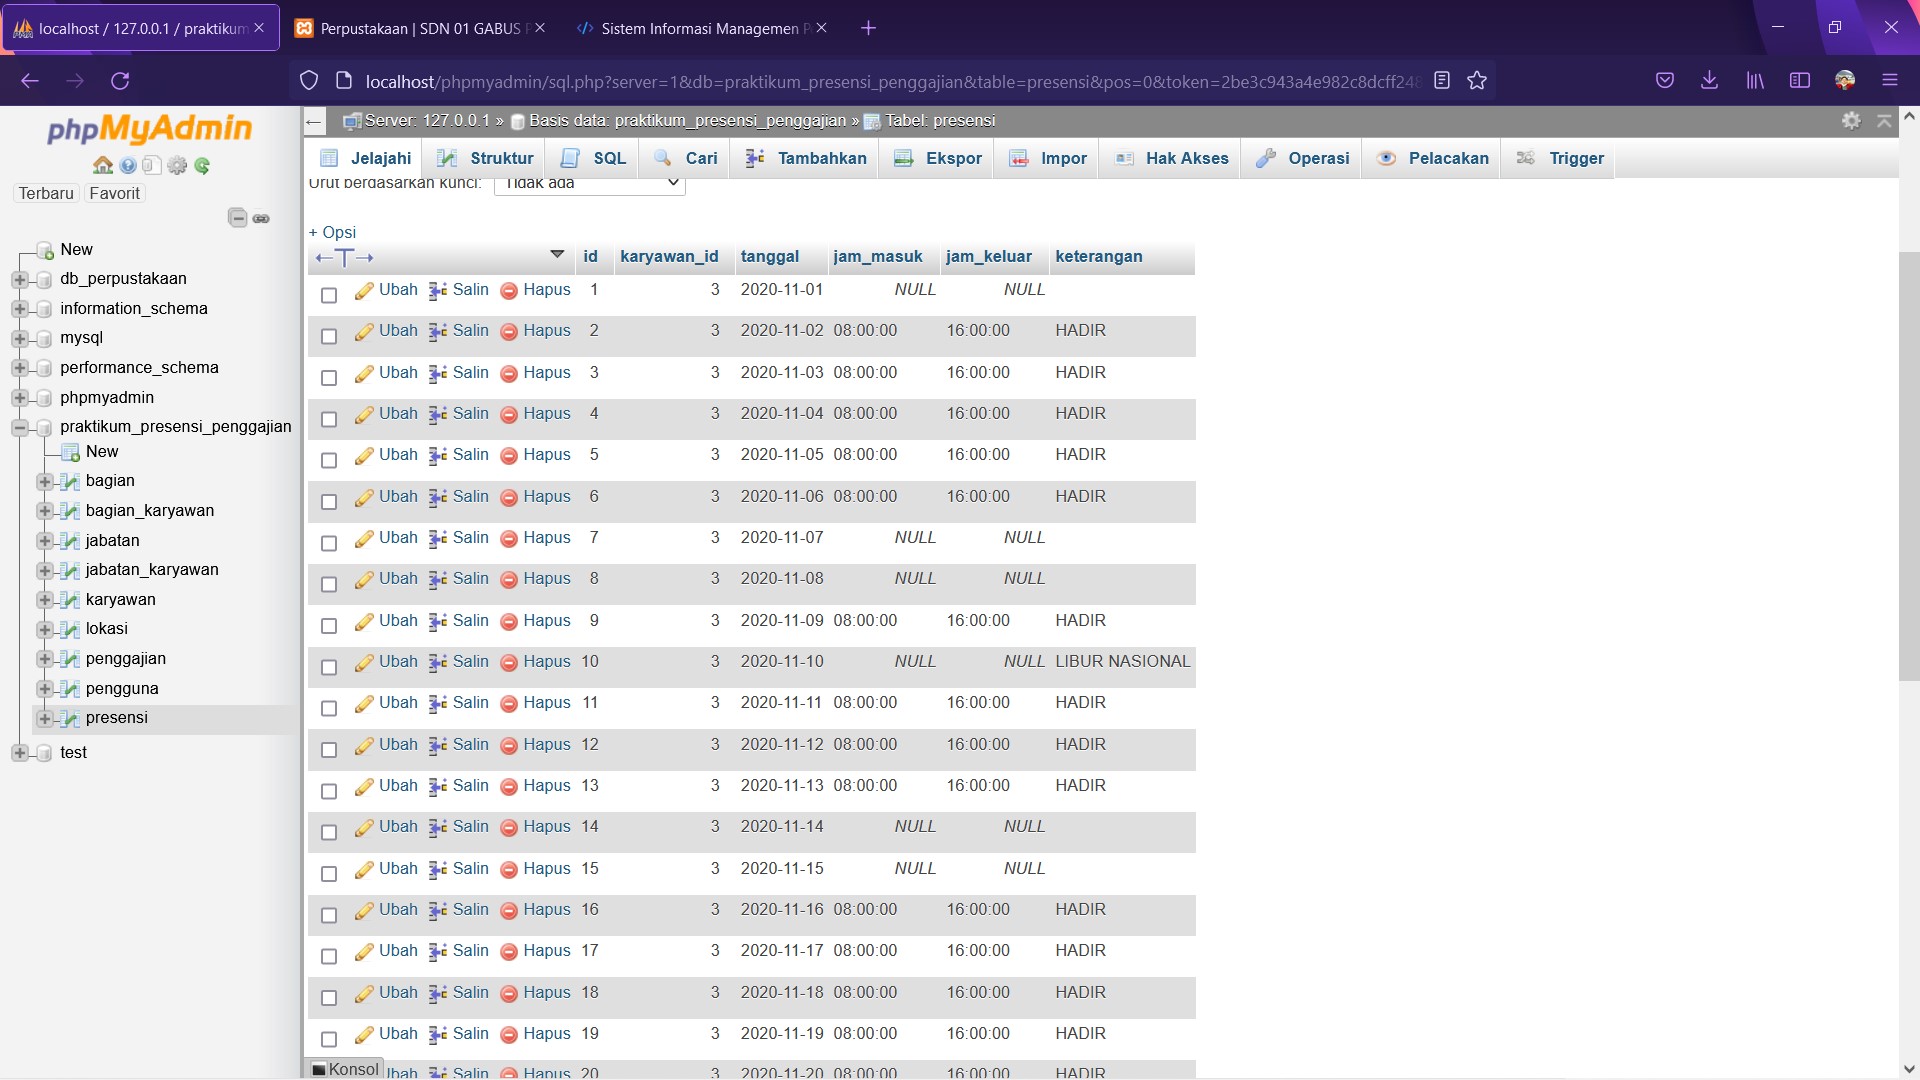 localhost / 127.0.0.1 / praktikum
Perpustakaan | SDN 01 GABUS P
Sistem Informasi Managemen P
localhost/phpmyadmin/sql.php?server=1&db=praktikum_presensi_penggajian&table=presensi&pos=0&token=2be3c943a4e982c8dcff248
phpMyAdmin
Terbaru Favorit
New
db_perpustakaan
information_schema
mysql
performance_schema
phpmyadmin
praktikum_presensi_penggajian
New
bagian
bagian_karyawan
jabatan
jabatan_karyawan
karyawan
lokasi
penggajian
pengguna
presensi
test
Server: 127.0.0.1 » Basis data: praktikum_presensi_penggajian » Tabel: presensi
Jelajahi Struktur SQL Cari Tambahkan Ekspor Impor Hak Akses Operasi Pelacakan Trigger
Urut berdasarkan kunci: Tidak ada
+ Opsi
←T→ id karyawan_id tanggal jam_masuk jam_keluar keterangan
Ubah Salin Hapus 1 3 2020-11-01 NULL NULL
Ubah Salin Hapus 2 3 2020-11-02 08:00:00 16:00:00 HADIR
Ubah Salin Hapus 3 3 2020-11-03 08:00:00 16:00:00 HADIR
Ubah Salin Hapus 4 3 2020-11-04 08:00:00 16:00:00 HADIR
Ubah Salin Hapus 5 3 2020-11-05 08:00:00 16:00:00 HADIR
Ubah Salin Hapus 6 3 2020-11-06 08:00:00 16:00:00 HADIR
Ubah Salin Hapus 7 3 2020-11-07 NULL NULL
Ubah Salin Hapus 8 3 2020-11-08 NULL NULL
Ubah Salin Hapus 9 3 2020-11-09 08:00:00 16:00:00 HADIR
Ubah Salin Hapus 10 3 2020-11-10 NULL NULL LIBUR NASIONAL
Ubah Salin Hapus 11 3 2020-11-11 08:00:00 16:00:00 HADIR
Ubah Salin Hapus 12 3 2020-11-12 08:00:00 16:00:00 HADIR
Ubah Salin Hapus 13 3 2020-11-13 08:00:00 16:00:00 HADIR
Ubah Salin Hapus 14 3 2020-11-14 NULL NULL
Ubah Salin Hapus 15 3 2020-11-15 NULL NULL
Ubah Salin Hapus 16 3 2020-11-16 08:00:00 16:00:00 HADIR
Ubah Salin Hapus 17 3 2020-11-17 08:00:00 16:00:00 HADIR
Ubah Salin Hapus 18 3 2020-11-18 08:00:00 16:00:00 HADIR
Ubah Salin Hapus 19 3 2020-11-19 08:00:00 16:00:00 HADIR
Ubah Salin Hapus 20 3 2020-11-20 08:00:00 16:00:00 HADIR
Konsol